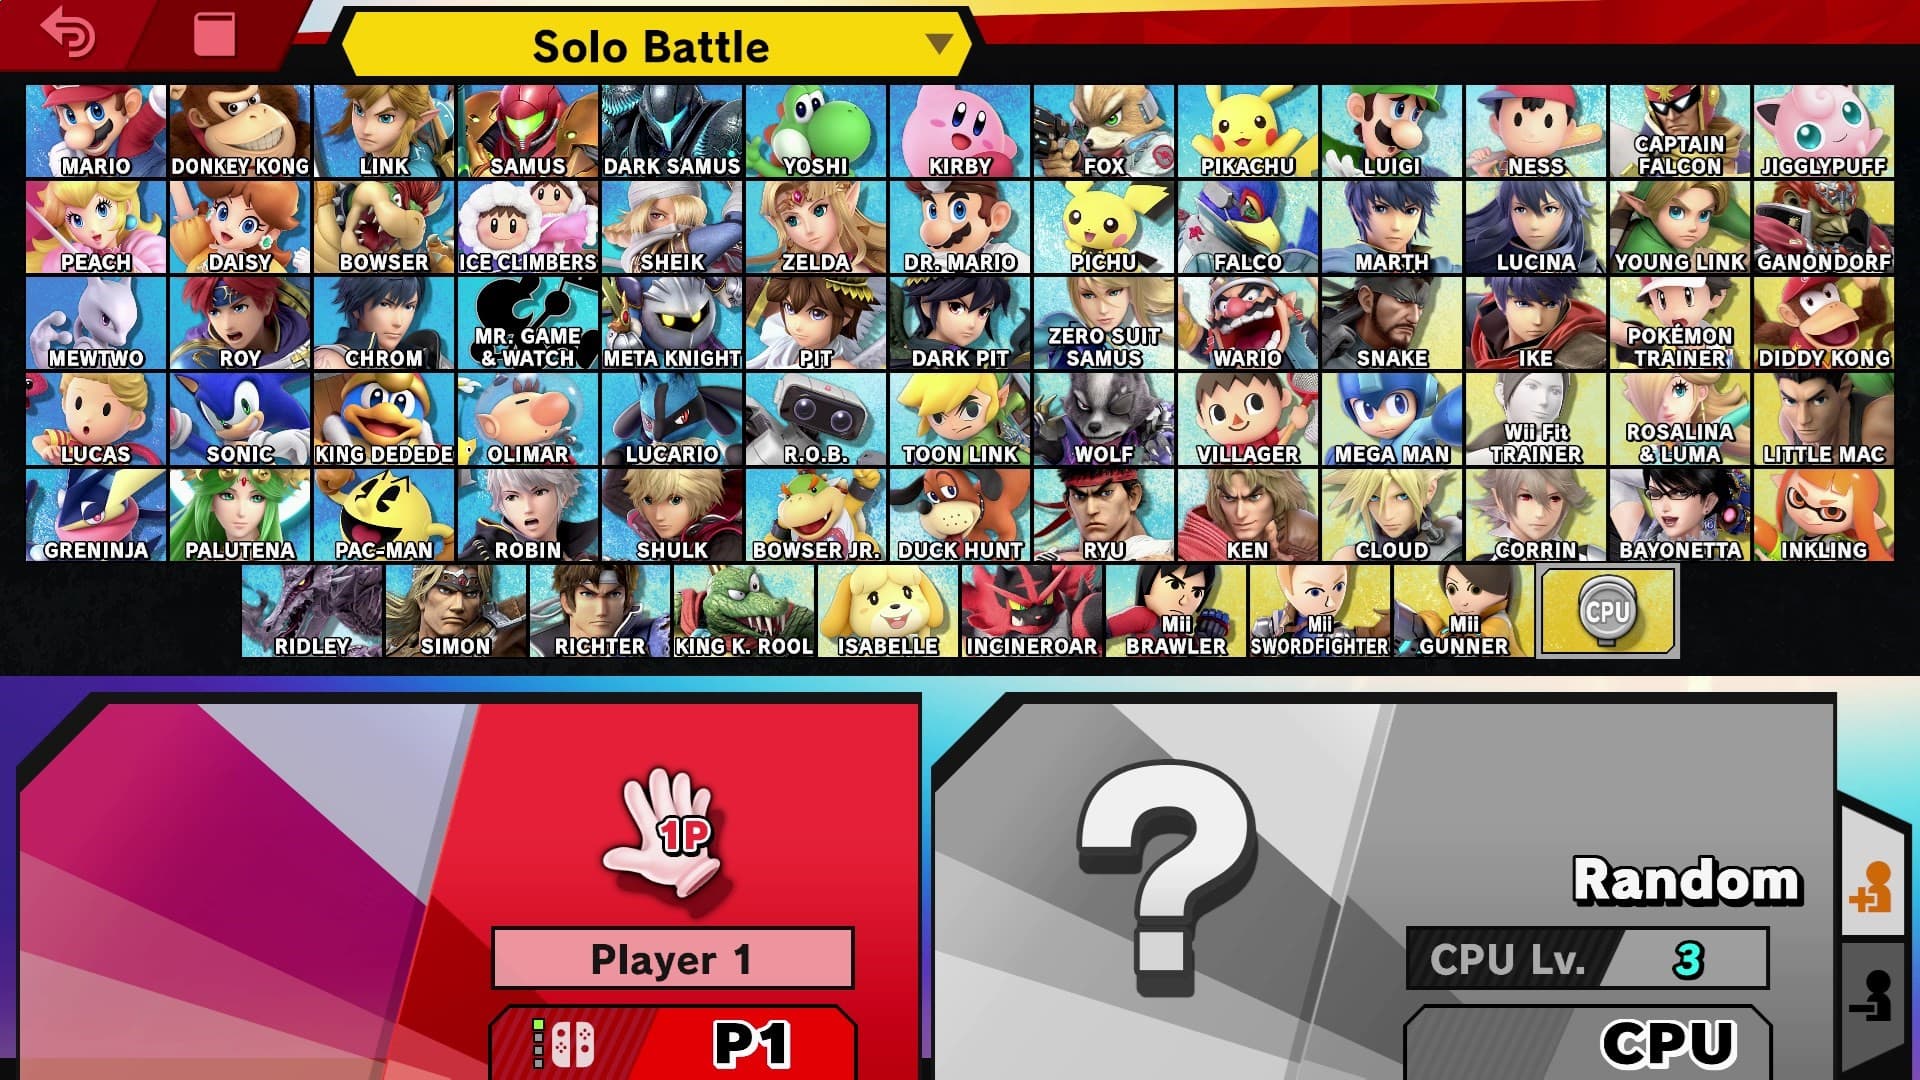 Solo Battle
MARIO
DONKEY KONG
LINK
SAMUS
DARK SAMUS
YOSHI
KIRBY
FOX
PIKACHU
LUIGI
NESS
CAPTAIN
FALCON
JIGGLYPUFF
PEACH
DAISY
BOWSER
ICE CLIMBERS
SHEIK
ZELDA
DR. MARIO
PICHU
FALCO
MARTH
LUCINA
YOUNG LINK
GANONDORF
MEWTWO
ROY
CHROM
MR. GAME
& WATCH
META KNIGHT
PIT
DARK PIT
ZERO SUIT
SAMUS
WARIO
SNAKE
IKE
POKÉMON
TRAINER
DIDDY KONG
LUCAS
SONIC
KING DEDEDE
OLIMAR
LUCARIO
R.O.B.
TOON LINK
WOLF
VILLAGER
MEGA MAN
Wii Fit
TRAINER
ROSALINA
& LUMA
LITTLE MAC
GRENINJA
PALUTENA
PAC-MAN
ROBIN
SHULK
BOWSER JR.
DUCK HUNT
RYU
KEN
CLOUD
CORRIN
BAYONETTA
INKLING
RIDLEY
SIMON
RICHTER
KING K. ROOL
ISABELLE
INCINEROAR
Mii
BRAWLER
Mii
SWORDFIGHTER
Mii
GUNNER
CPU
1P
Player 1
P1
Random
CPU Lv. 3
CPU